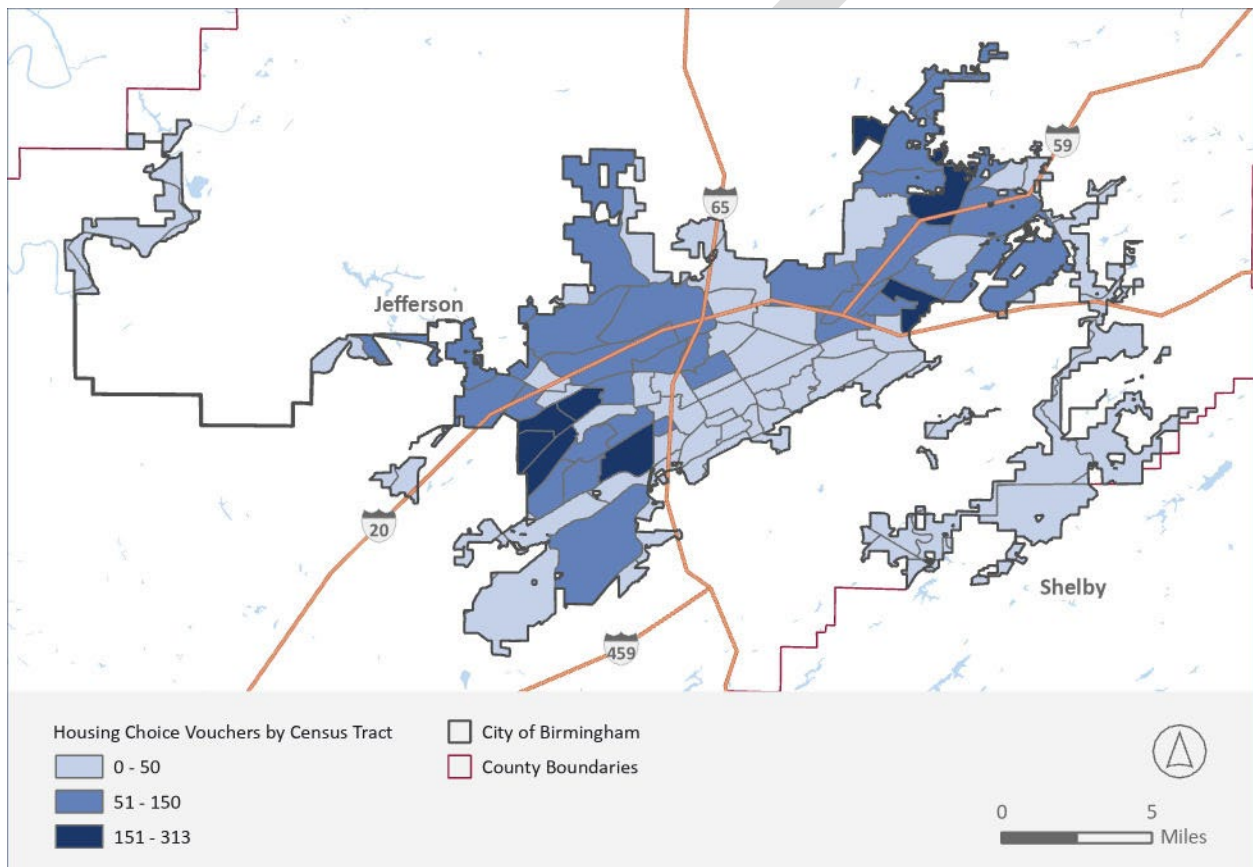 59
65
Jefferson
20
Shelby
459
Housing Choice Vouchers by Census Tract
0 - 50
51 - 150
151 - 313
City of Birmingham
County Boundaries
0 5
Miles